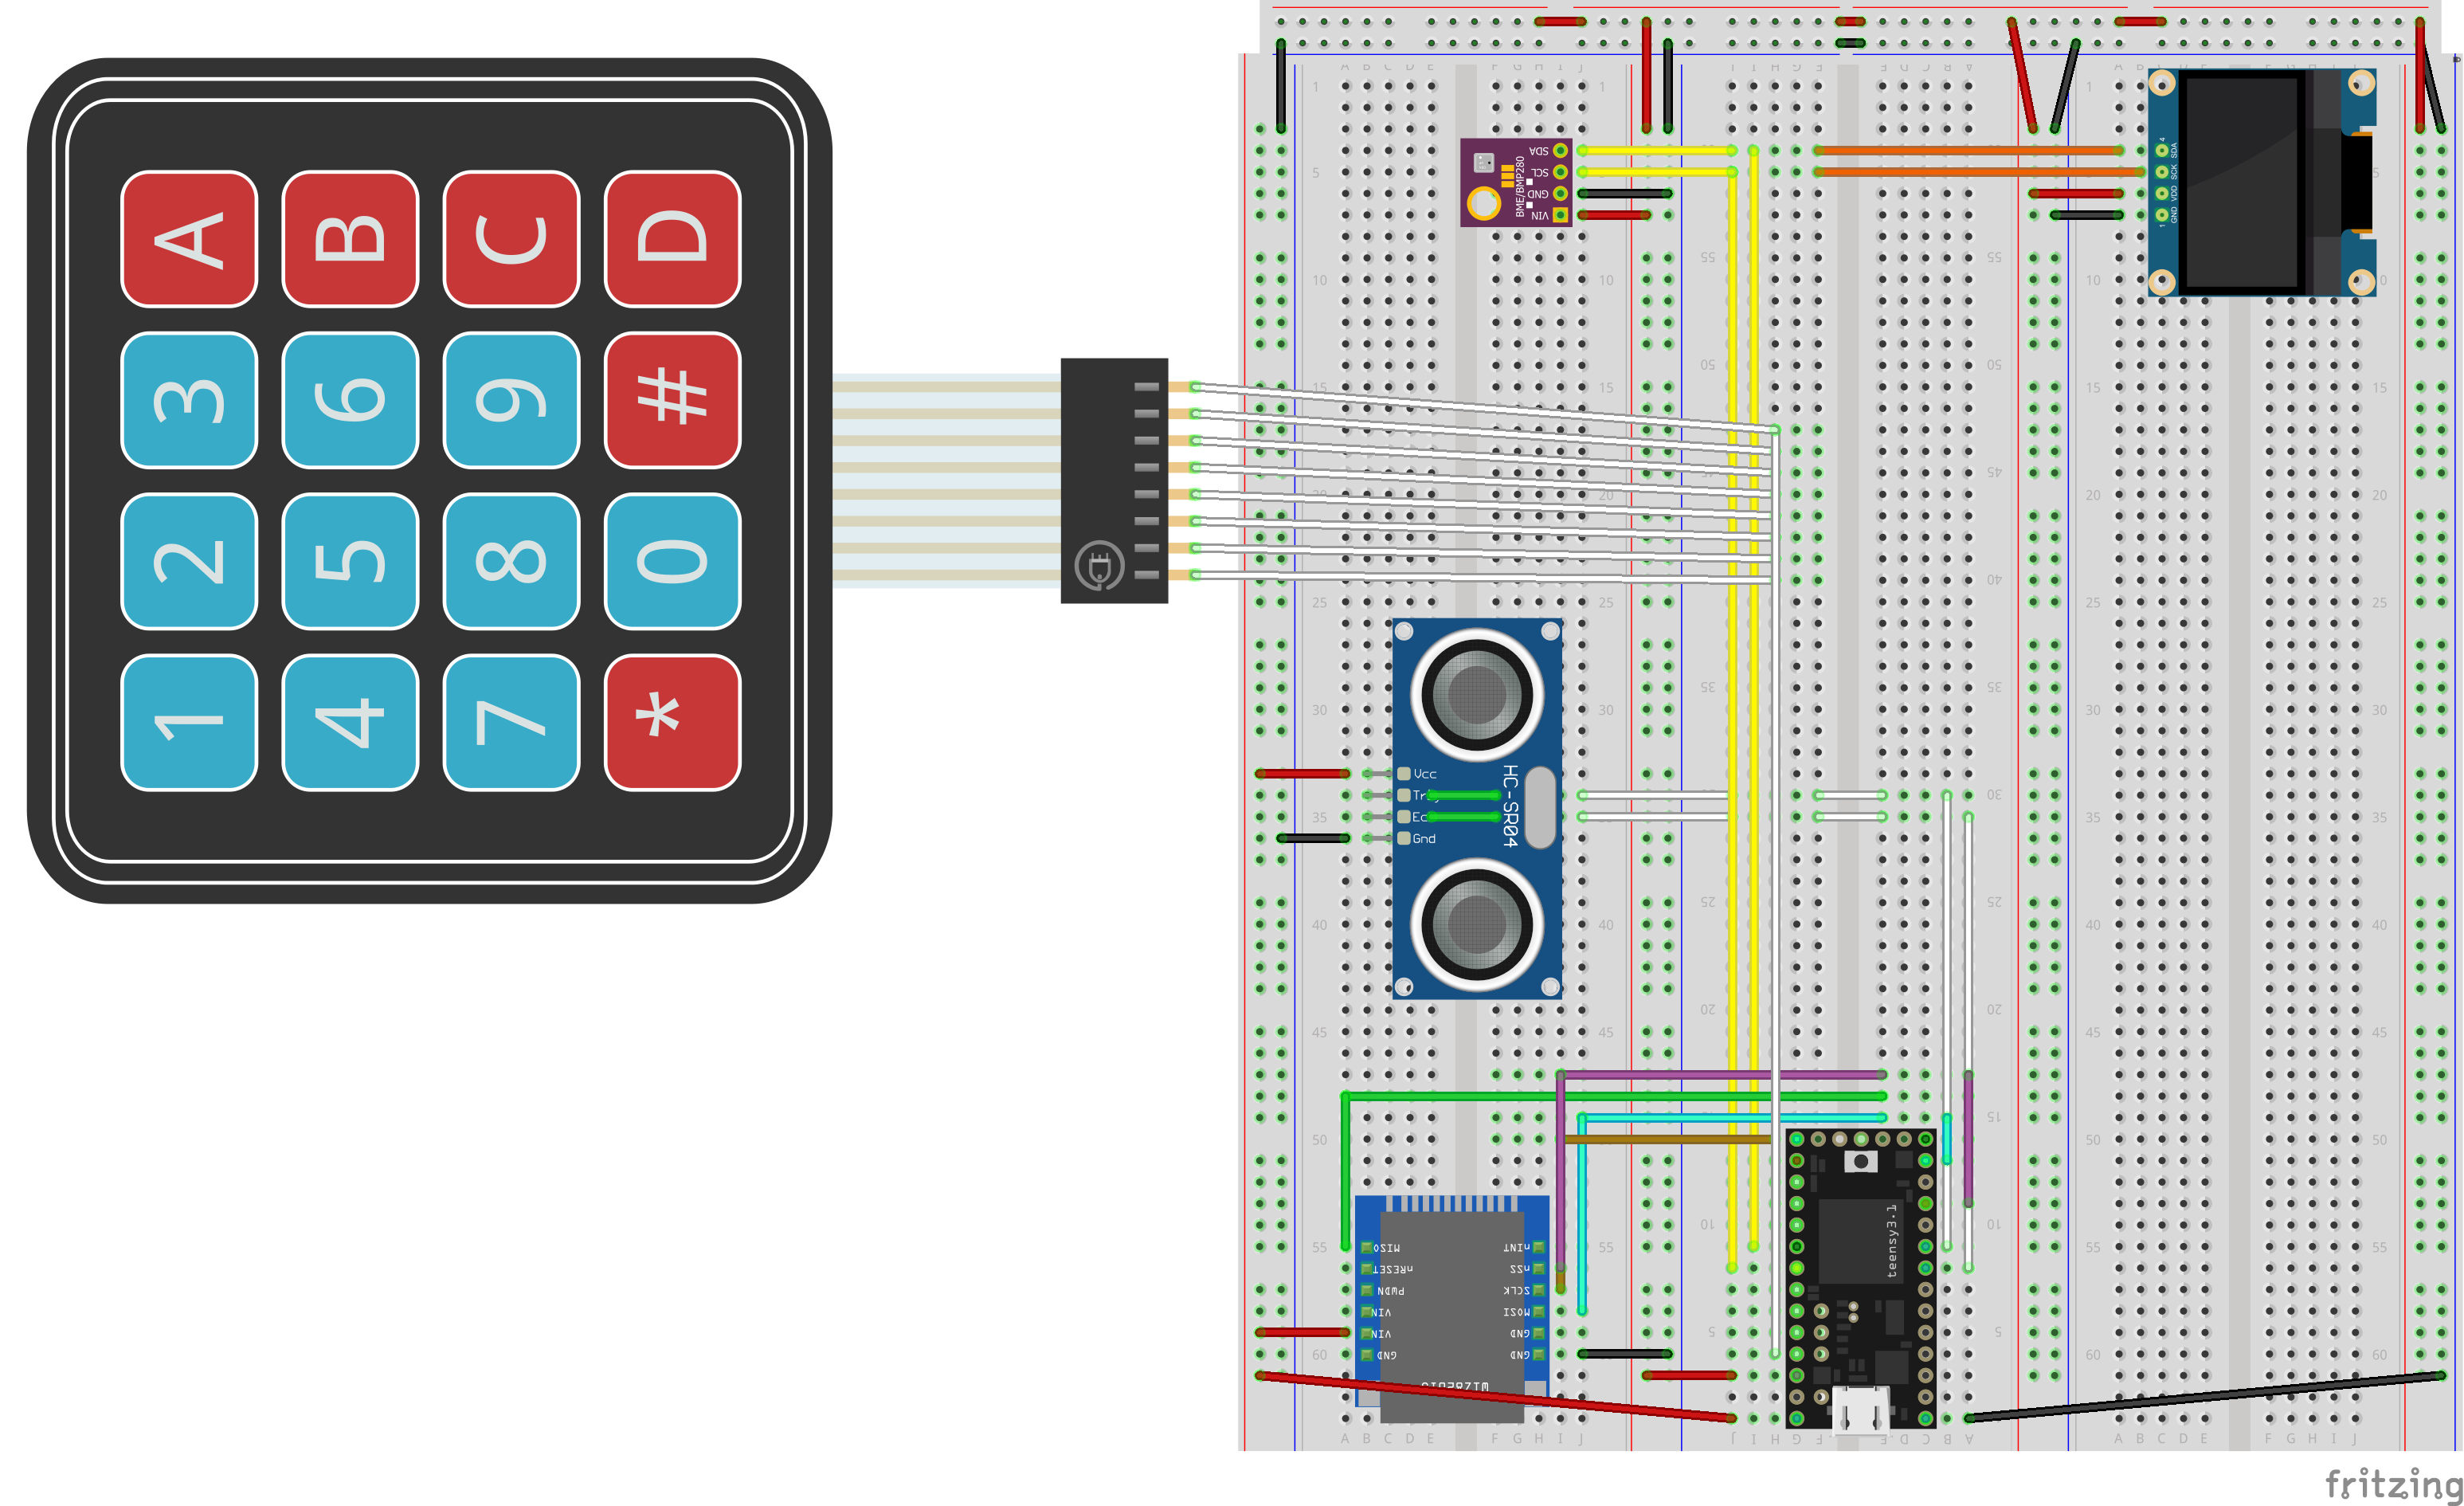 A
B
C
D
3
6
9
#
2
5
8
0
1
4
7
*
SDA
SCL
GND
VIN
BME/BMP280
4
SDA
SCK
VDD
GND
1
Vcc
Gnd
HC-SR04
MISO
nRESET
PWDN
VIN
VIN
GND
nINT
nSS
SCLK
MOSI
GND
GND
WIZ820io
teensy3.1
A B C D E
F G H I J
J I H G F
E D C B A
A B C D E
F G H I J
1
5
10
15
20
25
30
35
40
45
50
55
60
fritzing